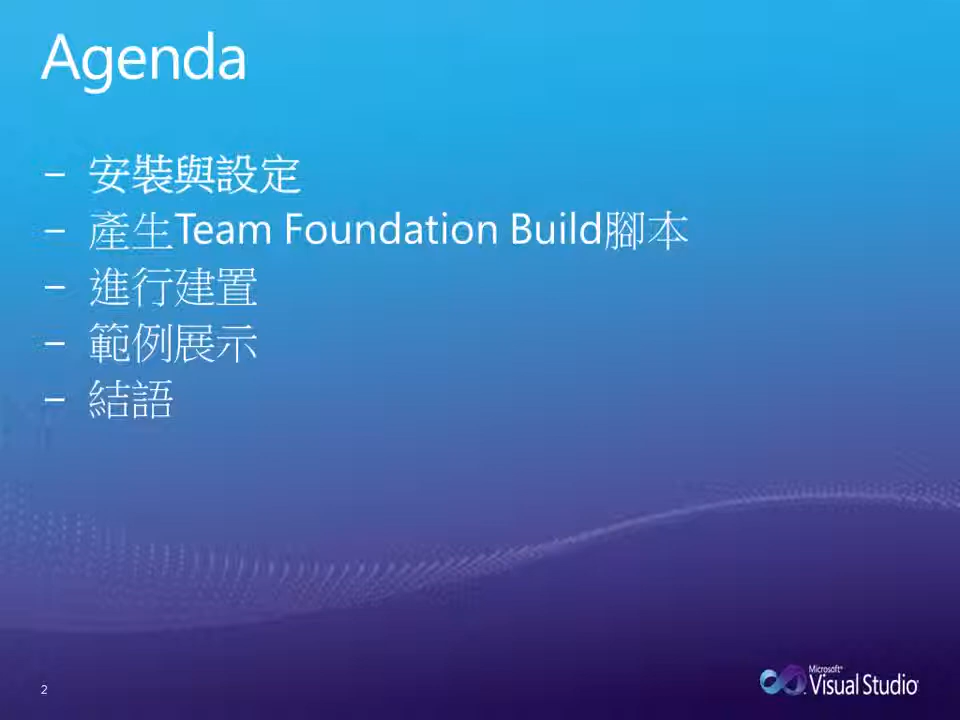 Agenda
– 安裝與設定
– 產生Team Foundation Build腳本
– 進行建置
– 範例展示
– 結語
2
Microsoft®
Visual Studio